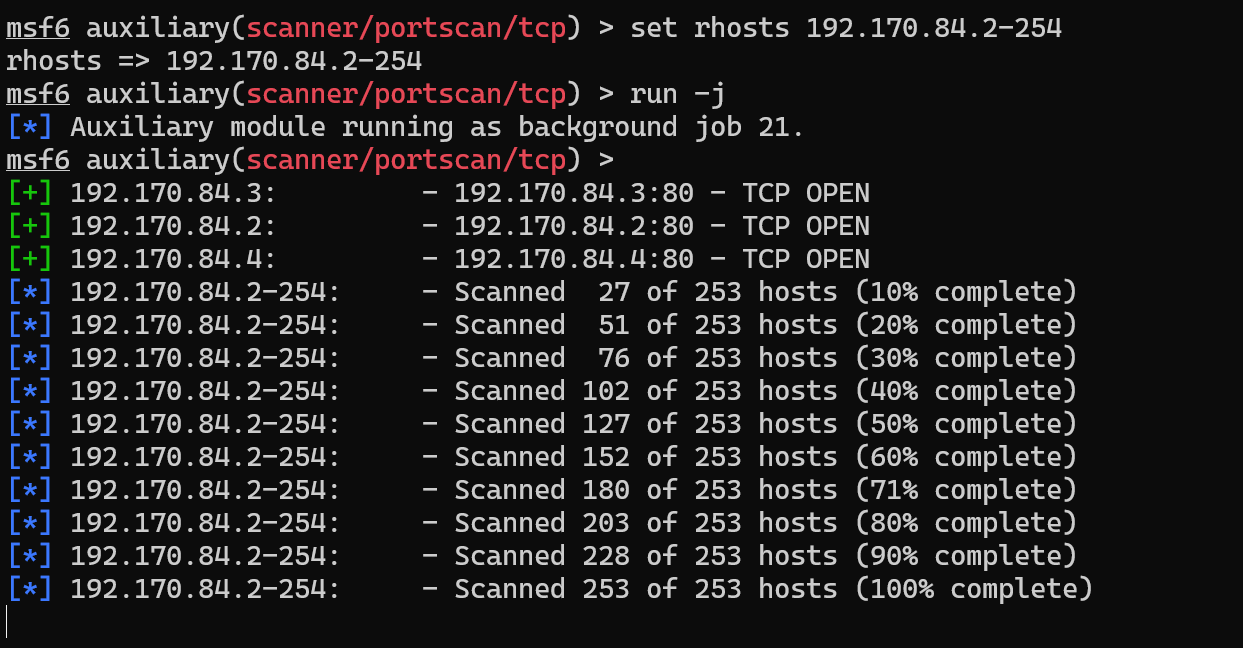 msf6 auxiliary(scanner/portscan/tcp) > set rhosts 192.170.84.2-254
rhosts => 192.170.84.2-254
msf6 auxiliary(scanner/portscan/tcp) > run -j
[*] Auxiliary module running as background job 21.
msf6 auxiliary(scanner/portscan/tcp) >
[+] 192.170.84.3:         - 192.170.84.3:80 - TCP OPEN
[+] 192.170.84.2:         - 192.170.84.2:80 - TCP OPEN
[+] 192.170.84.4:         - 192.170.84.4:80 - TCP OPEN
[*] 192.170.84.2-254:     - Scanned  27 of 253 hosts (10% complete)
[*] 192.170.84.2-254:     - Scanned  51 of 253 hosts (20% complete)
[*] 192.170.84.2-254:     - Scanned  76 of 253 hosts (30% complete)
[*] 192.170.84.2-254:     - Scanned 102 of 253 hosts (40% complete)
[*] 192.170.84.2-254:     - Scanned 127 of 253 hosts (50% complete)
[*] 192.170.84.2-254:     - Scanned 152 of 253 hosts (60% complete)
[*] 192.170.84.2-254:     - Scanned 180 of 253 hosts (71% complete)
[*] 192.170.84.2-254:     - Scanned 203 of 253 hosts (80% complete)
[*] 192.170.84.2-254:     - Scanned 228 of 253 hosts (90% complete)
[*] 192.170.84.2-254:     - Scanned 253 of 253 hosts (100% complete)